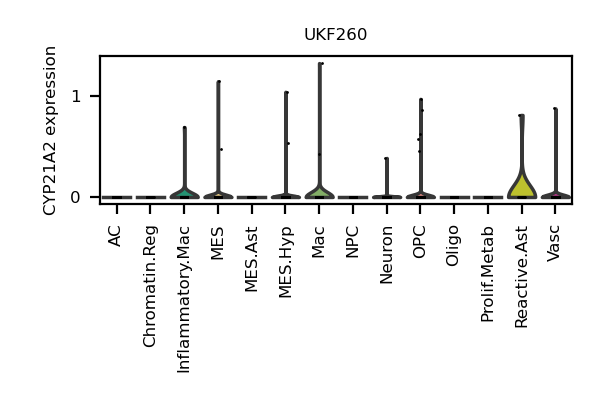 UKF260
CYP21A2 expression
1
0
AC
Chromatin.Reg
Inflammatory.Mac
MES
MES.Ast
MES.Hyp
Mac
NPC
Neuron
OPC
Oligo
Prolif.Metab
Reactive.Ast
Vasc